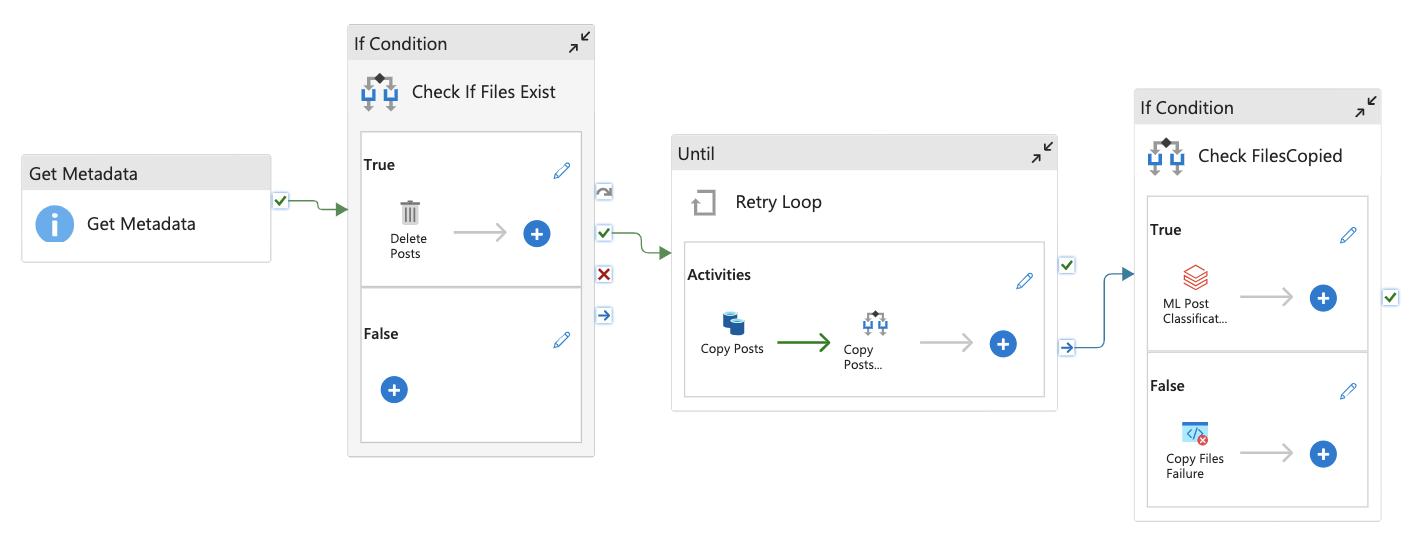 Get Metadata
Get Metadata
If Condition
Check If Files Exist
True
Delete
Posts
False
Until
Retry Loop
Activities
Copy Posts
Copy
Posts...
If Condition
Check FilesCopied
True
ML Post
Classificat...
False
Copy Files
Failure